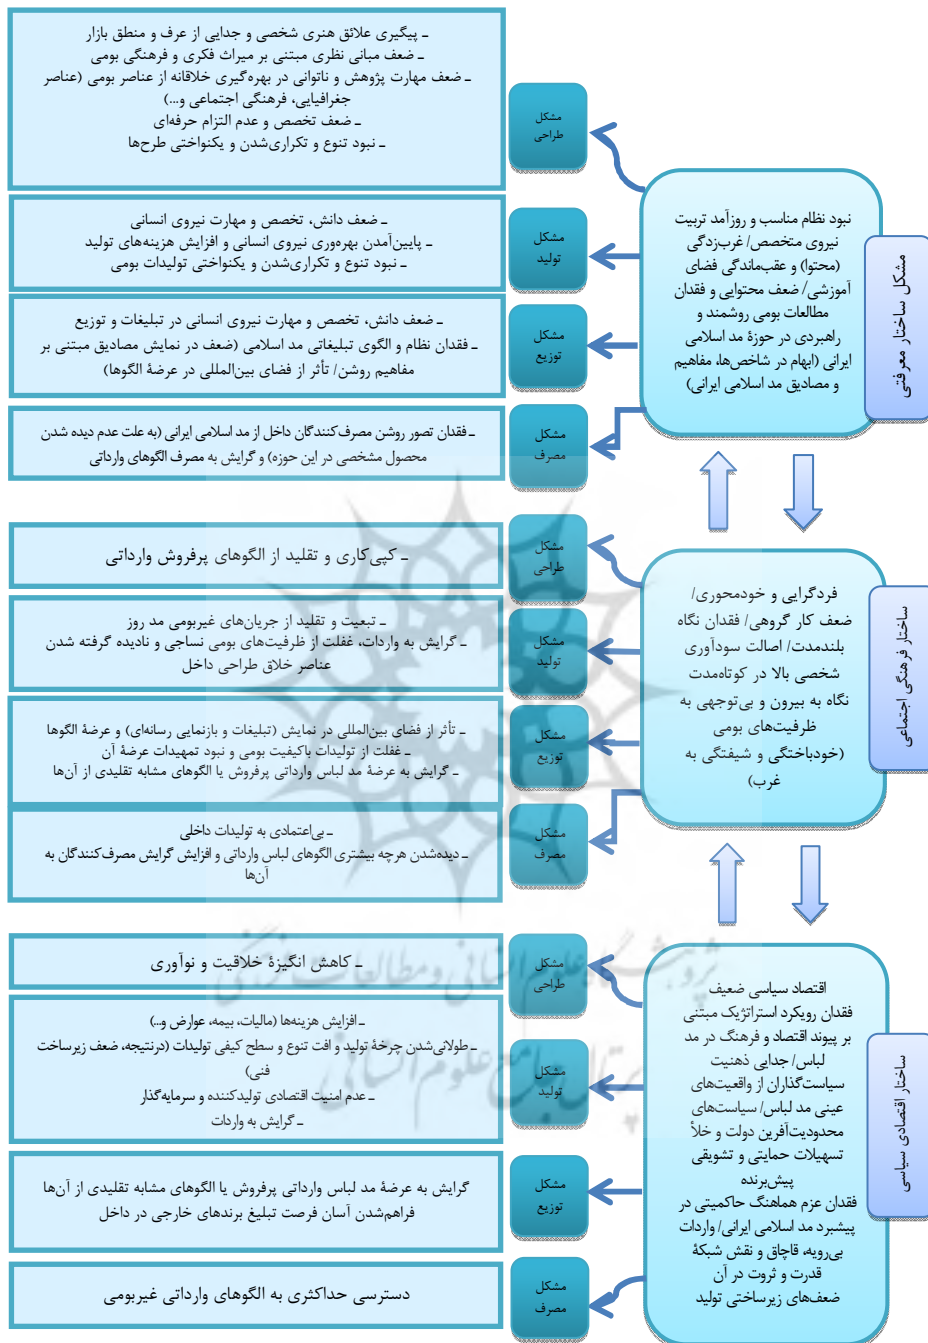 مشکل ساختار معرفتی
نبود نظام مناسب و روزآمد تربیت
نیروی متخصص/ غرب‌زدگی
(محتوا) و عقب‌ماندگی فضای
آموزشی/ ضعف محتوایی و فقدان
مطالعات بومی روشمند و
راهبردی در حوزۀ مد اسلامی
ایرانی (ابهام در شاخص‌ها، مفاهیم
و مصادیق مد اسلامی ایرانی)
مشکل
طراحی
ـ پیگیری علائق هنری شخصی و جدایی از عرف و منطق بازار
ـ ضعف مبانی نظری مبتنی بر میراث فکری و فرهنگی بومی
ـ ضعف مهارت پژوهش و ناتوانی در بهره‌گیری خلاقانه از عناصر بومی (عناصر
جغرافیایی، فرهنگی اجتماعی و...)
ـ ضعف تخصص و عدم التزام حرفه‌ای
ـ نبود تنوع و تکراری‌شدن و یکنواختی طرح‌ها
مشکل
تولید
ـ ضعف دانش، تخصص و مهارت نیروی انسانی
ـ پایین‌آمدن بهره‌وری نیروی انسانی و افزایش هزینه‌های تولید
ـ نبود تنوع و تکراری‌شدن و یکنواختی تولیدات بومی
مشکل
توزیع
ـ ضعف دانش، تخصص و مهارت نیروی انسانی در تبلیغات و توزیع
ـ فقدان نظام و الگوی تبلیغاتی مد اسلامی (ضعف در نمایش مصادیق مبتنی بر
مفاهیم روشن/ تأثر از فضای بین‌المللی در عرضۀ الگوها)
مشکل
مصرف
ـ فقدان تصور روشن مصرف‌کنندگان داخل از مد اسلامی ایرانی (به علت عدم دیده شدن
محصول مشخصی در این حوزه) و گرایش به مصرف الگوهای وارداتی
ساختار فرهنگی اجتماعی
فردگرایی و خودمحوری/
ضعف کار گروهی/ فقدان نگاه
بلندمدت/ اصالت سودآوری
شخصی بالا در کوتاه‌مدت
نگاه به بیرون و بی‌توجهی به
ظرفیت‌های بومی
(خودباختگی و شیفتگی به
غرب)
مشکل
طراحی
ـ کپی‌کاری و تقلید از الگوهای پرفروش وارداتی
مشکل
تولید
ـ تبعیت و تقلید از جریان‌های غیربومی مد روز
ـ گرایش به واردات، غفلت از ظرفیت‌های بومی نساجی و نادیده گرفته شدن
عناصر خلاق طراحی داخل
مشکل
توزیع
ـ تأثر از فضای بین‌المللی در نمایش (تبلیغات و بازنمایی رسانه‌ای) و عرضۀ الگوها
ـ غفلت از تولیدات باکیفیت بومی و نبود تمهیدات عرضۀ آن
ـ گرایش به عرضۀ مد لباس وارداتی پرفروش یا الگوهای مشابه تقلیدی از آن‌ها
مشکل
مصرف
ـ بی‌اعتمادی به تولیدات داخلی
ـ دیده‌شدن هرچه بیشتری الگوهای لباس وارداتی و افزایش گرایش مصرف‌کنندگان به
آن‌ها
ساختار اقتصادی سیاسی
اقتصاد سیاسی ضعیف
فقدان رویکرد استراتژیک مبتنی
بر پیوند اقتصاد و فرهنگ در مد
لباس/ جدایی ذهنیت
سیاست‌گذاران از واقعیت‌های
عینی مد لباس/ سیاست‌های
محدودیت‌آفرین دولت و خلأ
تسهیلات حمایتی و تشویقی
پیش‌برنده
فقدان عزم هماهنگ حاکمیتی در
پیشبرد مد اسلامی ایرانی/ واردات
بی‌رویه، قاچاق و نقش شبکۀ
قدرت و ثروت در آن
ضعف‌های زیرساختی تولید
مشکل
طراحی
ـ کاهش انگیزۀ خلاقیت و نوآوری
مشکل
تولید
ـ افزایش هزینه‌ها (مالیات، بیمه، عوارض و...)
ـ طولانی‌شدن چرخۀ تولید و افت تنوع و سطح کیفی تولیدات (درنتیجه، ضعف زیرساخت
فنی)
ـ عدم امنیت اقتصادی تولیدکننده و سرمایه‌گذار
ـ گرایش به واردات
مشکل
توزیع
گرایش به عرضۀ مد لباس وارداتی پرفروش یا الگوهای مشابه تقلیدی از آن‌ها
فراهم‌شدن آسان فرصت تبلیغ برندهای خارجی در داخل
مشکل
مصرف
دسترسی حداکثری به الگوهای وارداتی غیربومی
پژوهشگاه علوم انسانی و مطالعات فرهنگی
پرتال جامع علوم انسانی